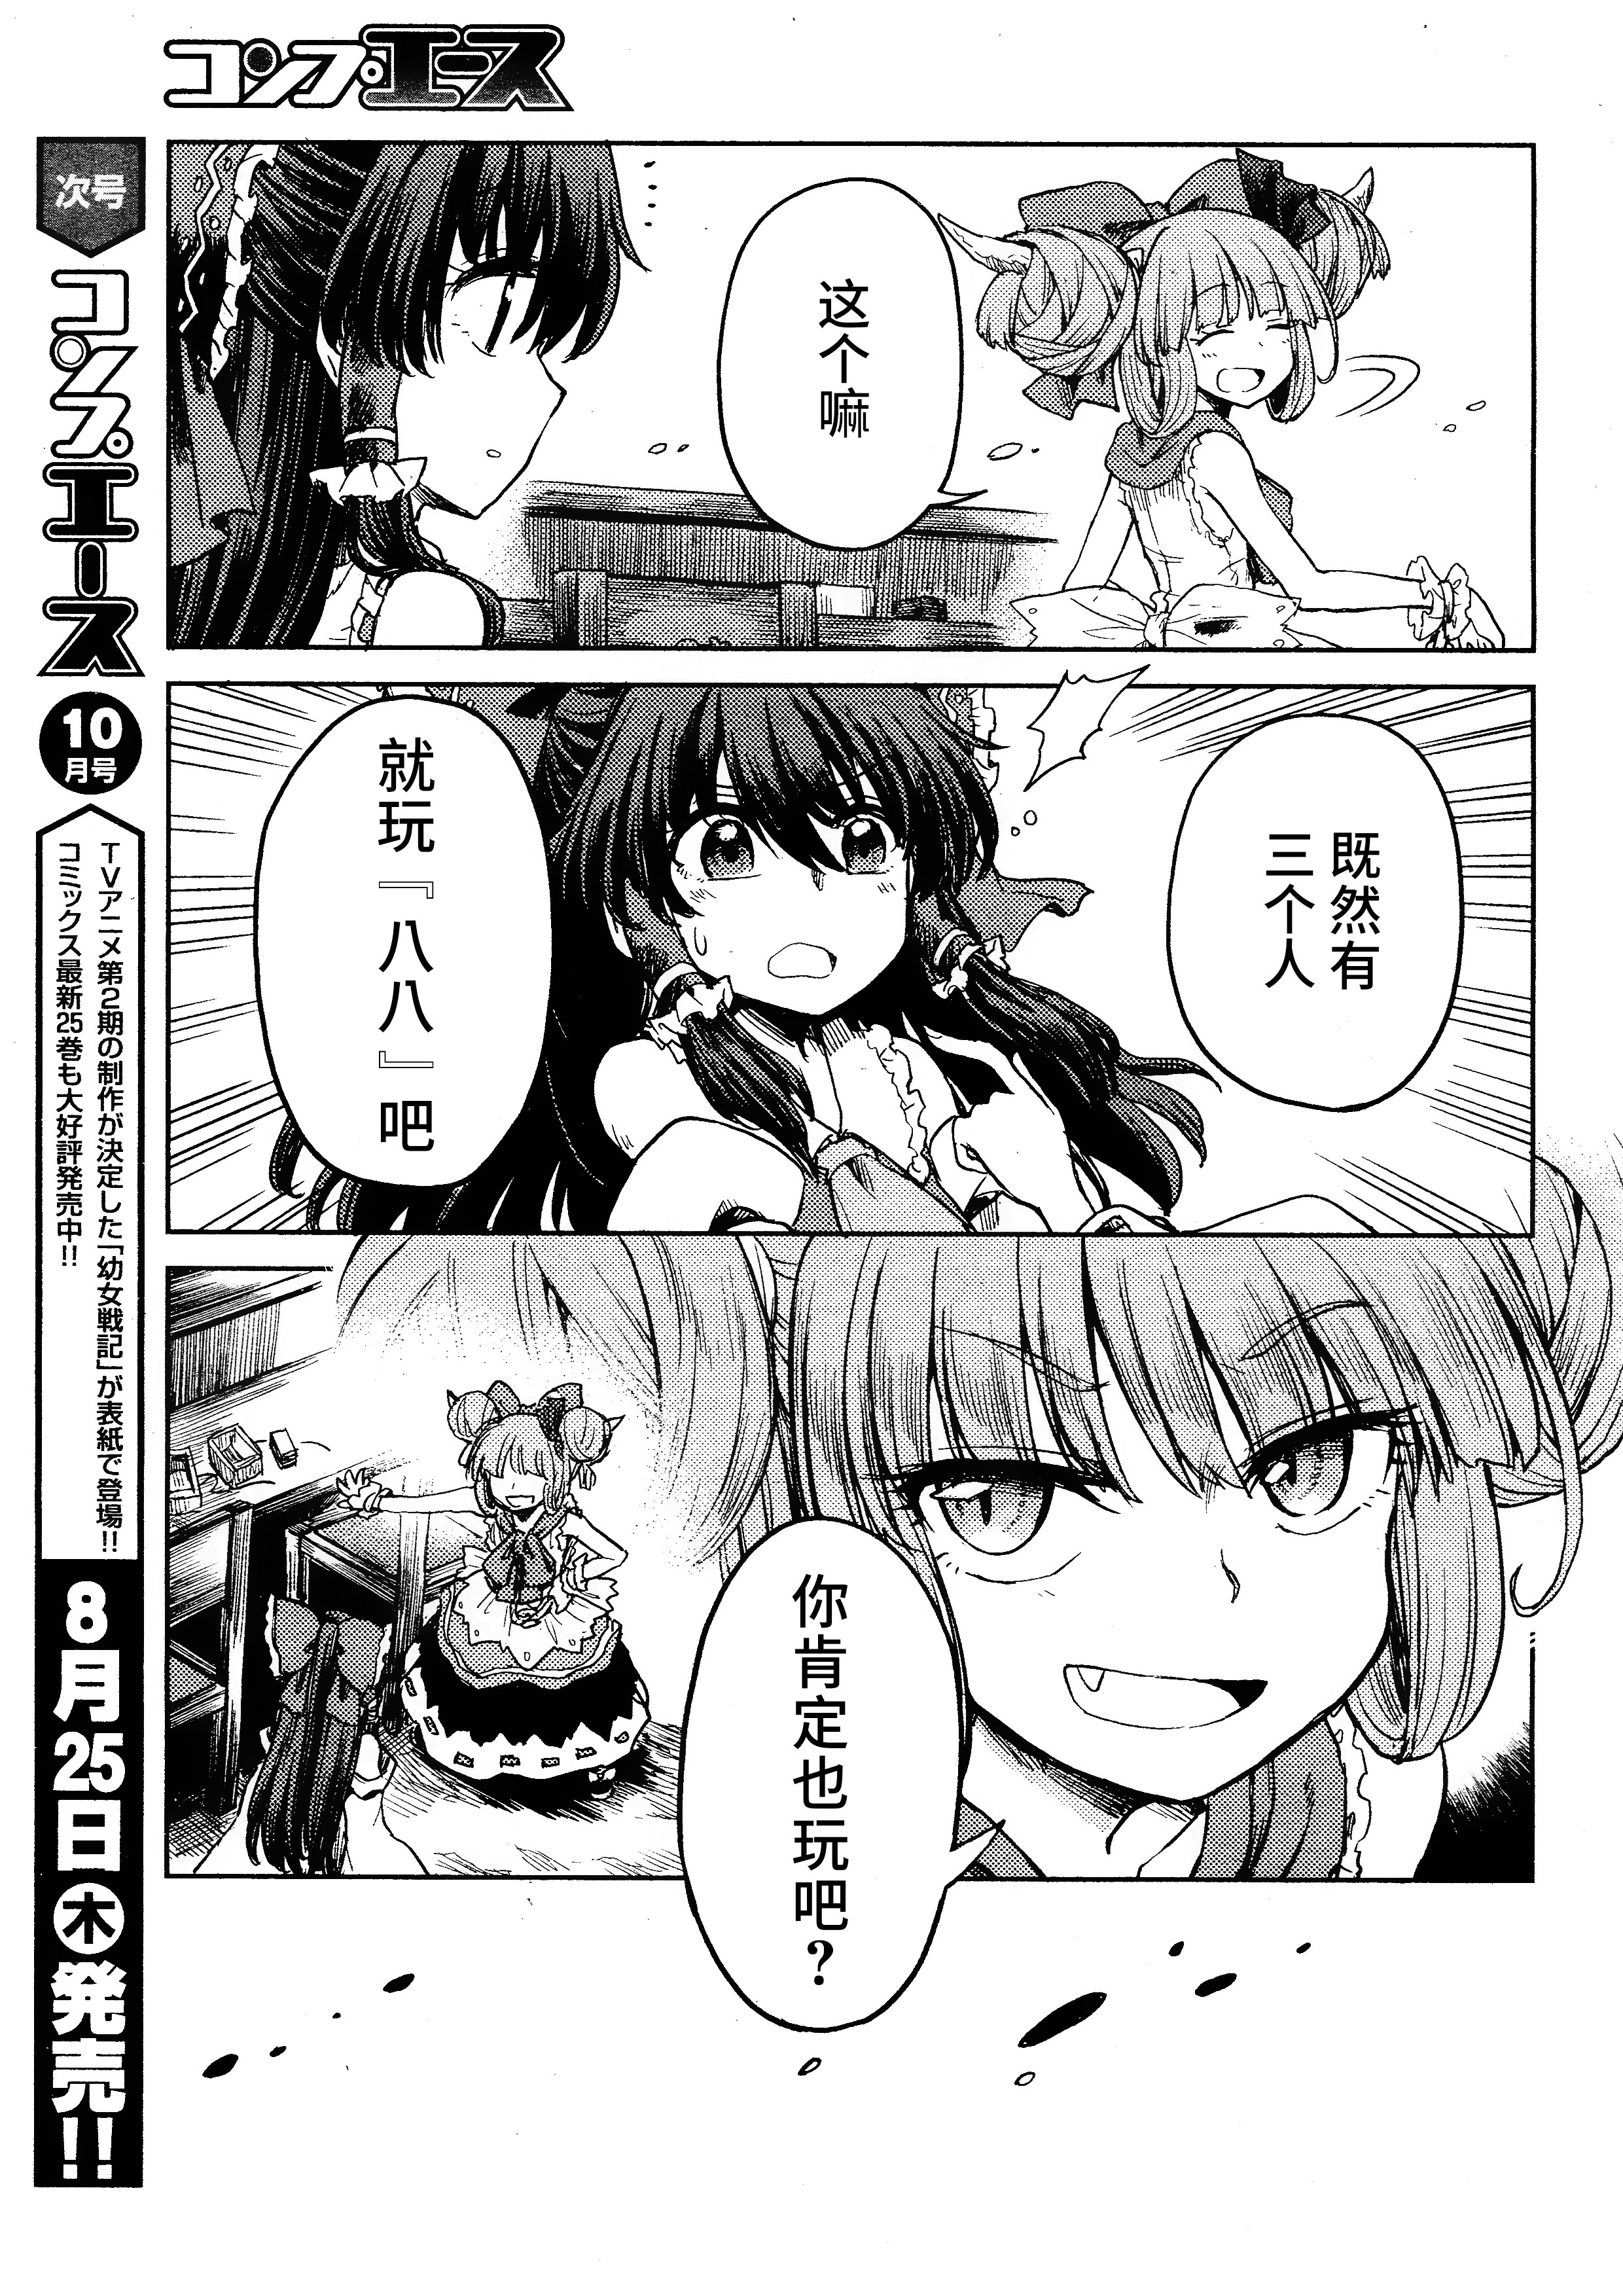 コンプエース
这个嘛
既然有
三个人
就玩『八八』吧
你肯定也玩吧？
次号
コンプエース
10
月号
TVアニメ第2期の制作が決定した「幼女戦記」が表紙で登場!!
コミックス最新25巻も大好評発売中!!
8月25日㊍発売!!